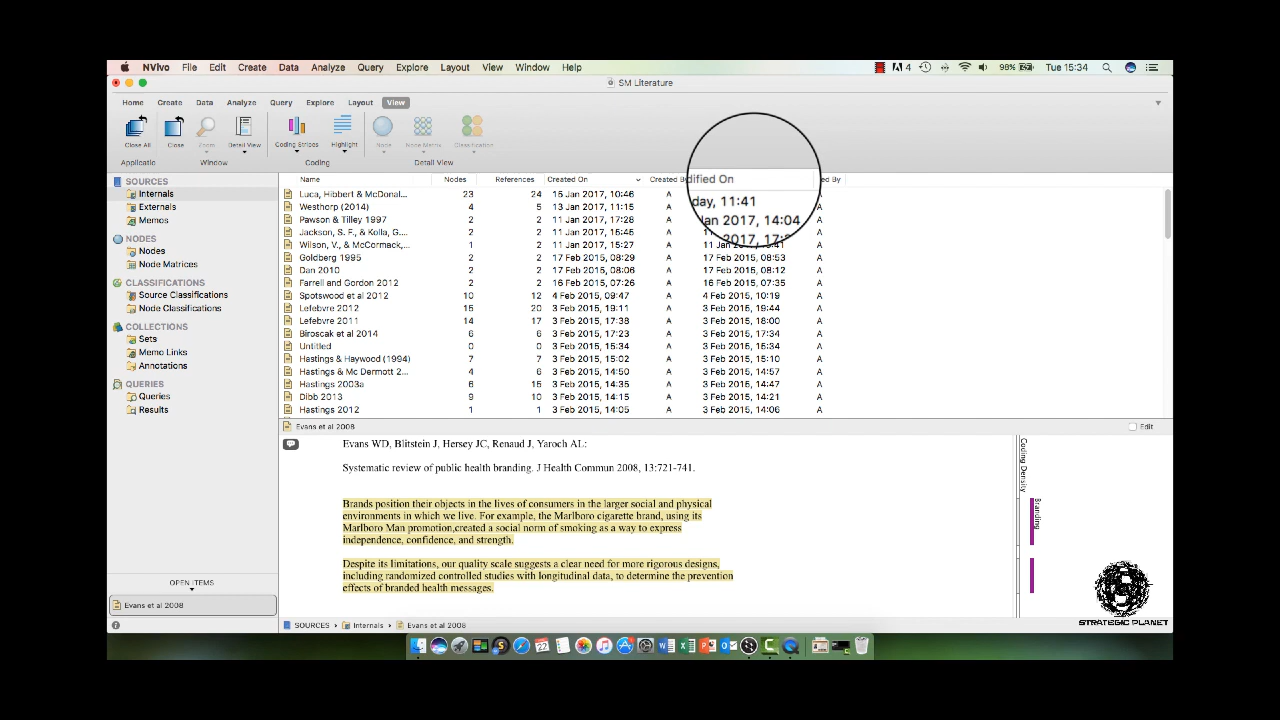 NVivo File Edit Create Data Analyze Query Explore Layout View Window Help 4 98% Tue 15:34
SM Literature
Home Create Data Analyze Query Explore Layout View
Close All Close Zoom Detail View Coding Stripes Highlight Node Node Matrix Classification
Applicatio Window Coding Detail View
SOURCES
Internals
Externals
Memos
NODES
Nodes
Node Matrices
CLASSIFICATIONS
Source Classifications
Node Classifications
COLLECTIONS
Sets
Memo Links
Annotations
QUERIES
Queries
Results
OPEN ITEMS
Evans et al 2008
Name Nodes References Created On Created B dified On ed By
Luca, Hibbert & McDonal... 23 24 15 Jan 2017, 10:46 A day, 11:41 A
Westhorp (2014) 4 5 13 Jan 2017, 11:15 A Jan 2017, 14:04 A
Pawson & Tilley 1997 2 2 11 Jan 2017, 17:28 A A
Jackson, S. F., & Kolla, G.... 2 2 11 Jan 2017, 15:52 A A
Wilson, V., & McCormack,... 1 2 11 Jan 2017, 15:27 A A
Goldberg 1995 2 2 17 Feb 2015, 08:29 A 17 Feb 2015, 08:53 A
Dan 2010 2 2 17 Feb 2015, 08:06 A 17 Feb 2015, 08:12 A
Farrell and Gordon 2012 2 2 16 Feb 2015, 07:26 A 16 Feb 2015, 07:35 A
Spotswood et al 2012 10 12 4 Feb 2015, 09:47 A 4 Feb 2015, 10:19 A
Lefebvre 2012 15 20 3 Feb 2015, 19:11 A 3 Feb 2015, 19:44 A
Lefebvre 2011 14 17 3 Feb 2015, 17:38 A 3 Feb 2015, 16:00 A
Biroscak et al 2014 6 6 3 Feb 2015, 17:23 A 3 Feb 2015, 17:34 A
Untitled 0 0 3 Feb 2015, 15:34 A 3 Feb 2015, 15:34 A
Hastings & Haywood (1994) 7 7 3 Feb 2015, 15:02 A 3 Feb 2015, 15:10 A
Hastings & Mc Dermott 2... 4 6 3 Feb 2015, 14:50 A 3 Feb 2015, 14:57 A
Hastings 2003a 6 15 3 Feb 2015, 14:35 A 3 Feb 2015, 14:47 A
Dibb 2013 9 10 3 Feb 2015, 14:15 A 3 Feb 2015, 14:21 A
Hastings 2012 1 1 3 Feb 2015, 14:05 A 3 Feb 2015, 14:06 A
Evans et al 2008 Edit
Evans WD, Blitstein J, Hersey JC, Renaud J, Yaroch AL:
Systematic review of public health branding. J Health Commun 2008, 13:721-741.
Brands position their objects in the lives of consumers in the larger social and physical
environments in which we live. For example, the Marlboro cigarette brand, using its
Marlboro Man promotion,created a social norm of smoking as a way to express
independence, confidence, and strength.
Despite its limitations, our quality scale suggests a clear need for more rigorous designs,
including randomized controlled studies with longitudinal data, to determine the prevention
effects of branded health messages.
Coding Density
Branding
STRATEGIC PLANET
SOURCES Internals Evans et al 2008